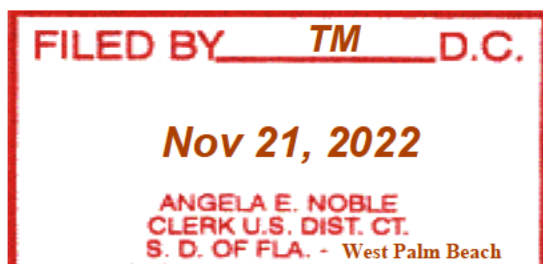 FILED BY TM D.C.
Nov 21, 2022
ANGELA E. NOBLE
CLERK U.S. DIST. CT.
S. D. OF FLA. - West Palm Beach